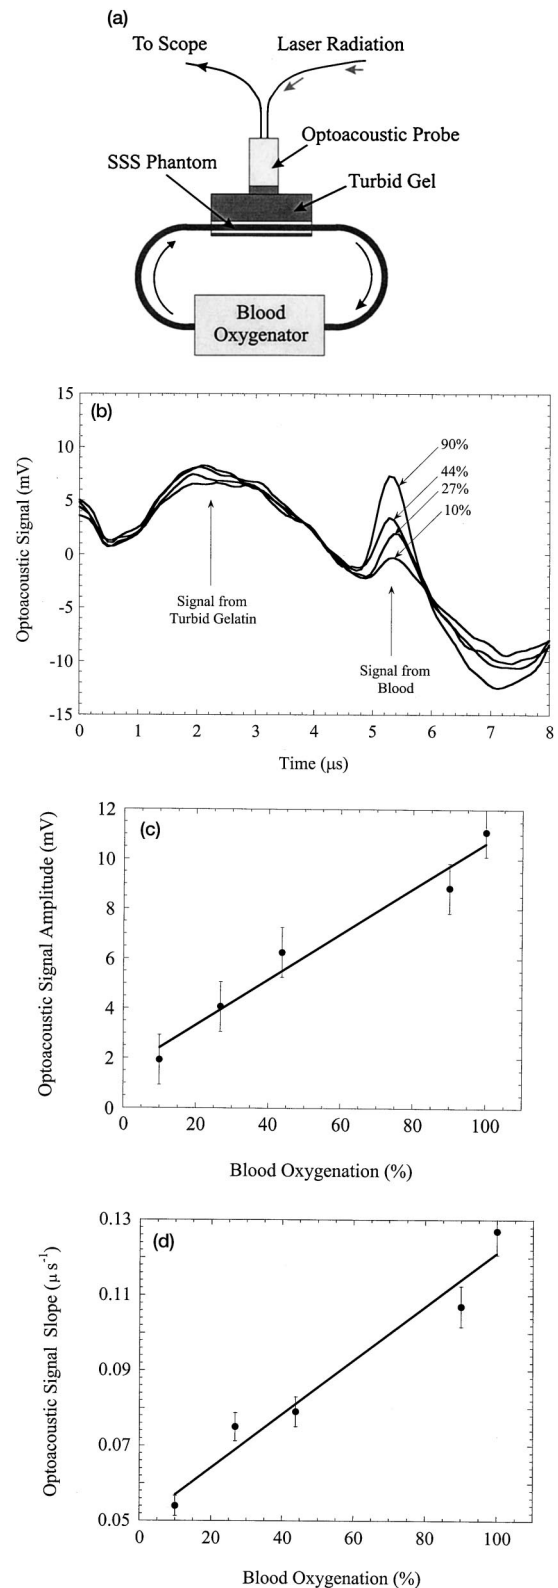 (a)
To Scope
Laser Radiation
Optoacoustic Probe
SSS Phantom
Turbid Gel
Blood
Oxygenator
(b)
15
10
5
0
-5
-10
-15
Optoacoustic Signal (mV)
90%
44%
27%
10%
Signal from
Turbid Gelatin
Signal from
Blood
0 1 2 3 4 5 6 7 8
Time (μs)
(c)
12
10
8
6
4
2
0
Optoacoustic Signal Amplitude (mV)
0 20 40 60 80 100
Blood Oxygenation (%)
(d)
0.13
0.11
0.09
0.07
0.05
Optoacoustic Signal Slope (μ s⁻¹)
0 20 40 60 80 100
Blood Oxygenation (%)